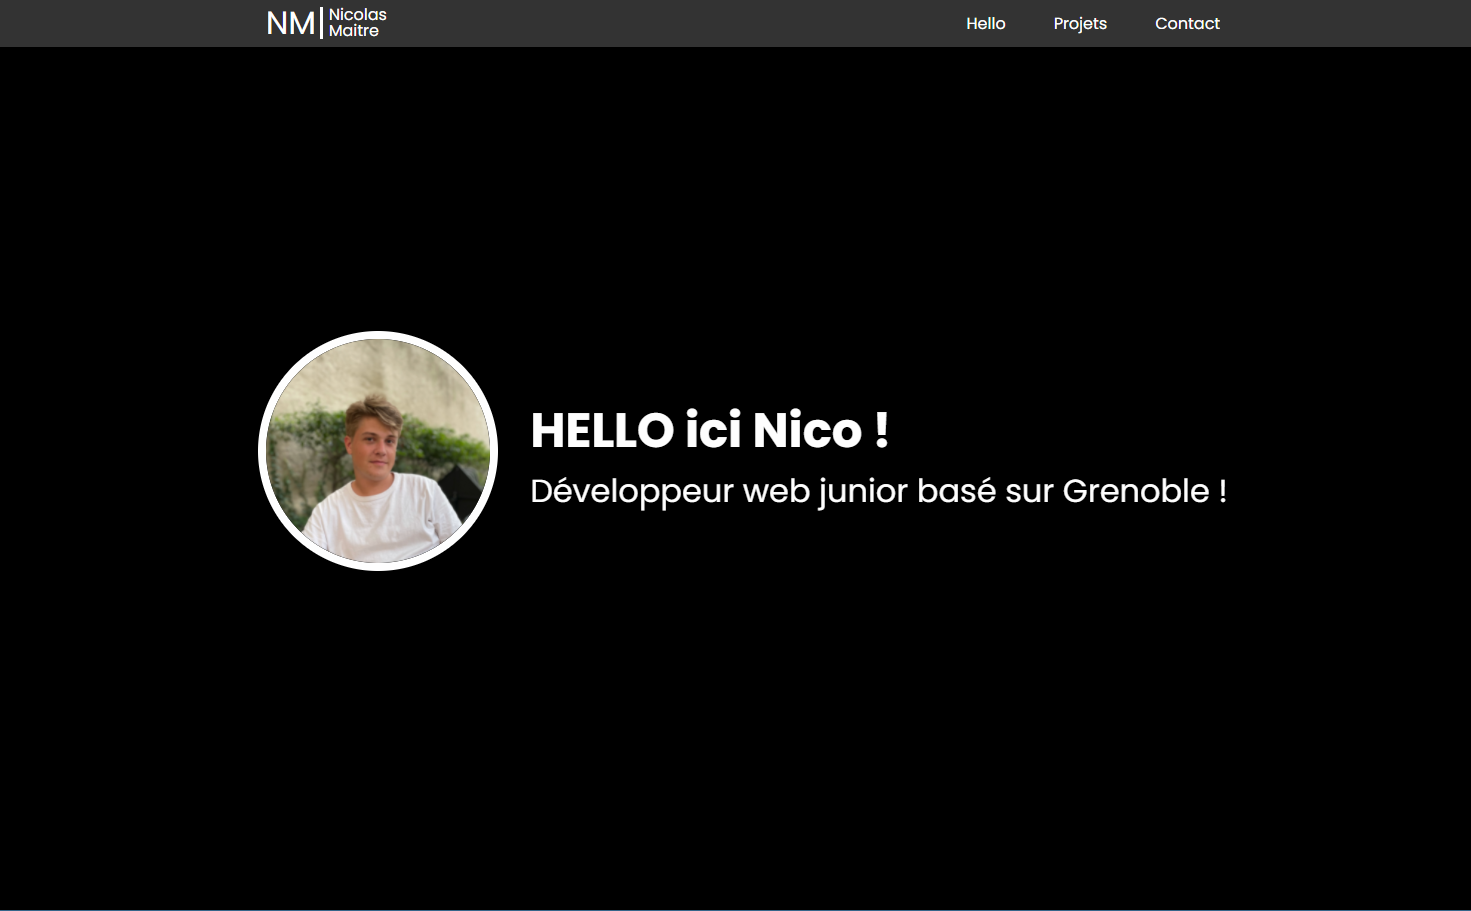 NM
Nicolas
Maitre
Hello
Projets
Contact
HELLO ici Nico !
Développeur web junior basé sur Grenoble !